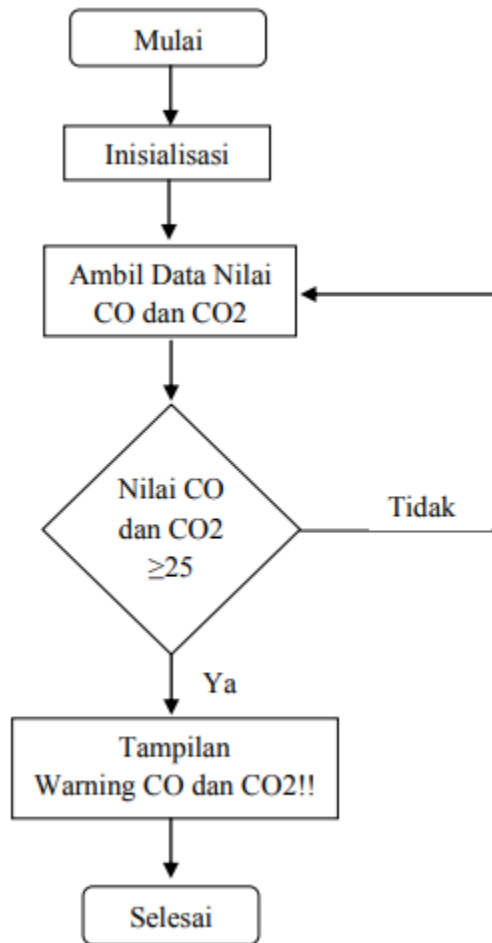 Mulai
Inisialisasi
Ambil Data Nilai
CO dan CO2
Nilai CO
dan CO2
≥25
Tidak
Ya
Tampilan
Warning CO dan CO2!!
Selesai